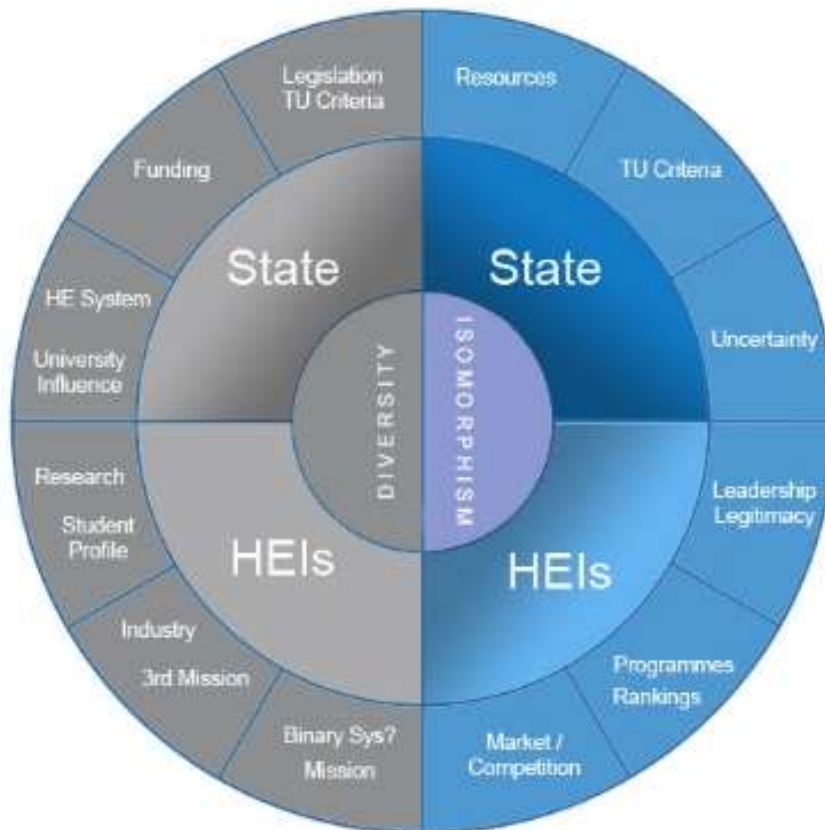 Legislation
TU Criteria
Resources
Funding
TU Criteria
State
State
HE System
University
Influence
Uncertainty
DIVERSITY
ISOMORPHISM
Research
Student
Profile
Leadership
Legitimacy
HEIs
HEIs
Industry
3rd Mission
Programmes
Rankings
Binary Sys?
Mission
Market /
Competition